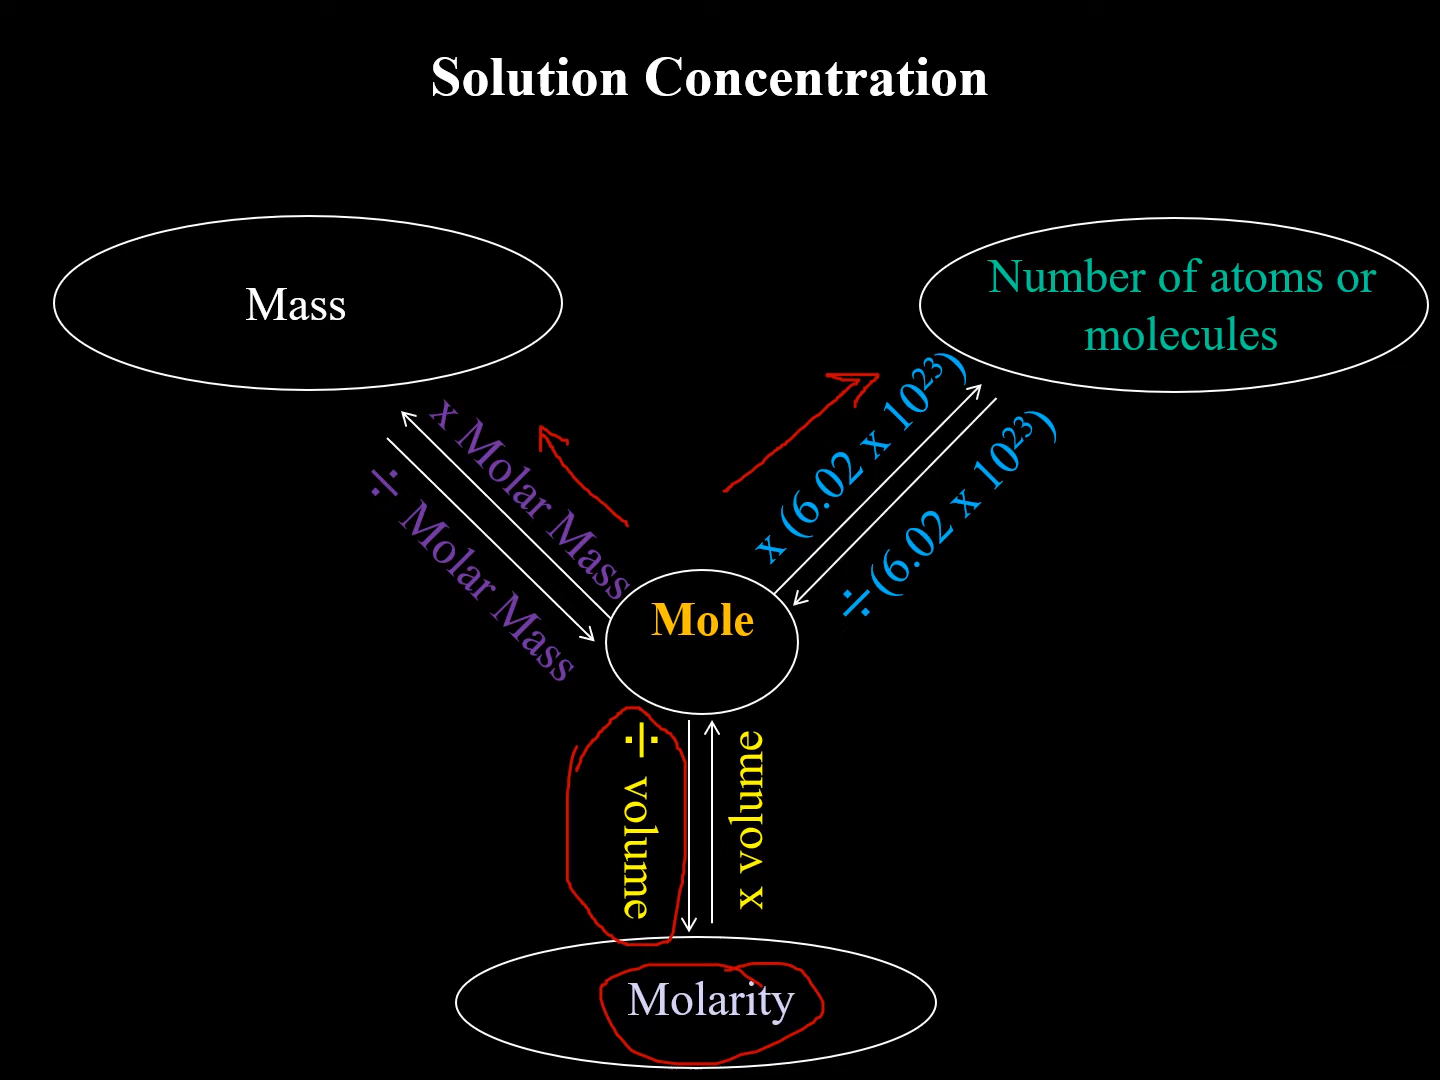 Solution Concentration
Mass
Number of atoms or
molecules
x Molar Mass
÷ Molar Mass
x (6.02 x 10²³)
÷ (6.02 x 10²³)
Mole
÷ volume
x volume
Molarity